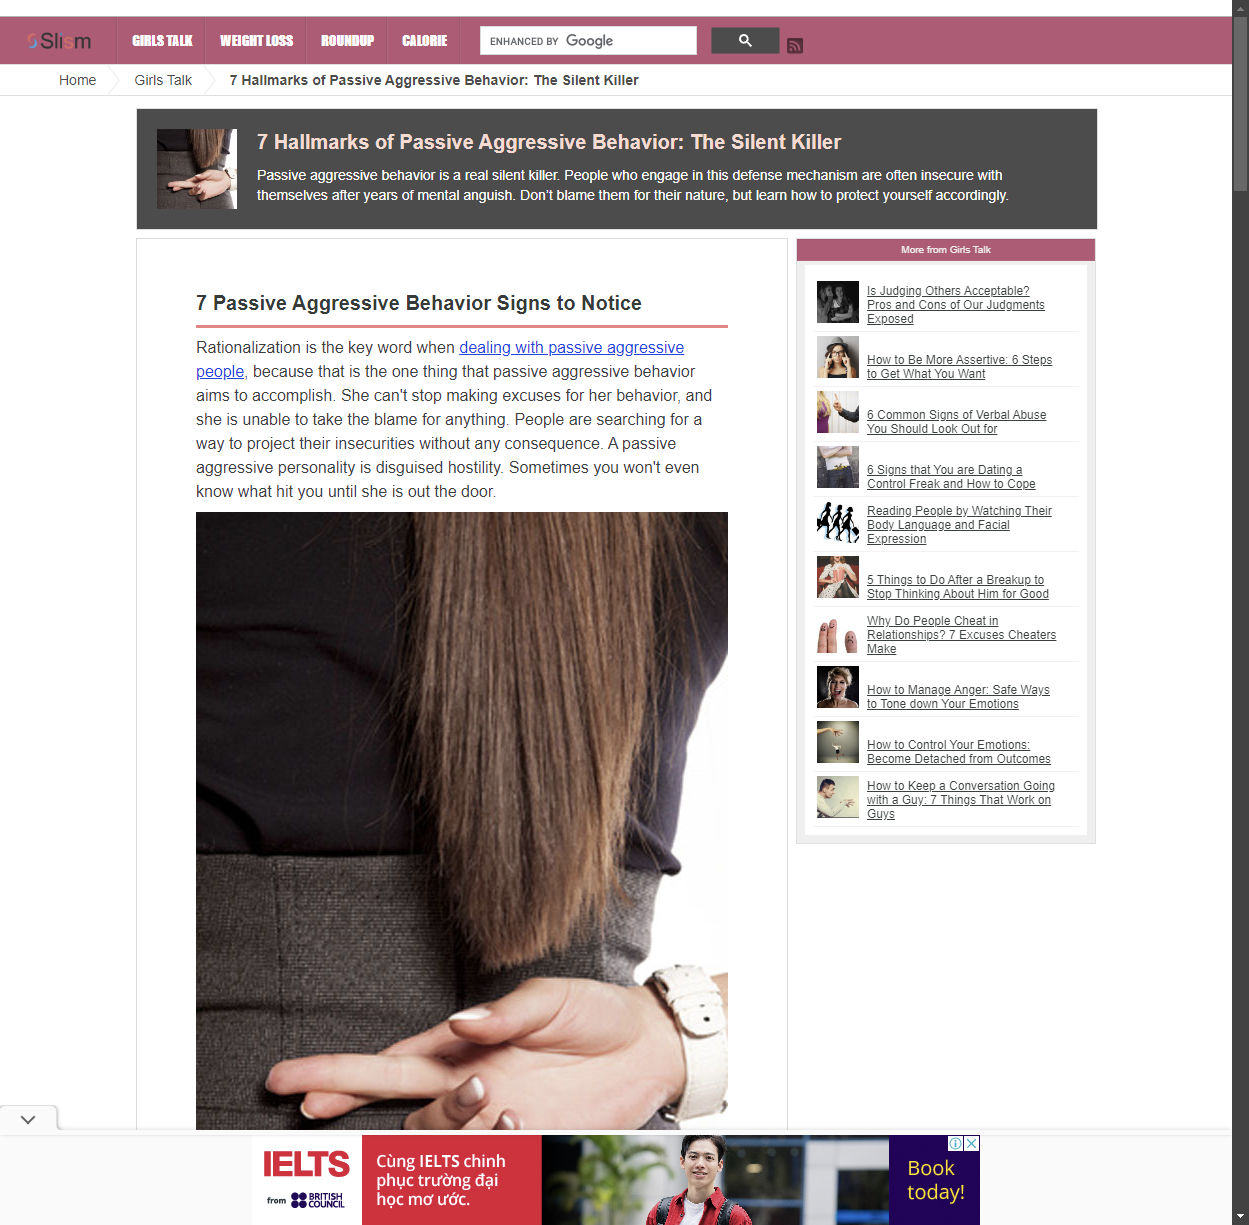 Slism
GIRLS TALK
WEIGHT LOSS
ROUNDUP
CALORIE
ENHANCED BY Google
Home
Girls Talk
7 Hallmarks of Passive Aggressive Behavior: The Silent Killer
7 Hallmarks of Passive Aggressive Behavior: The Silent Killer
Passive aggressive behavior is a real silent killer. People who engage in this defense mechanism are often insecure with
themselves after years of mental anguish. Don't blame them for their nature, but learn how to protect yourself accordingly.
7 Passive Aggressive Behavior Signs to Notice
Rationalization is the key word when dealing with passive aggressive
people, because that is the one thing that passive aggressive behavior
aims to accomplish. She can't stop making excuses for her behavior, and
she is unable to take the blame for anything. People are searching for a
way to project their insecurities without any consequence. A passive
aggressive personality is disguised hostility. Sometimes you won't even
know what hit you until she is out the door.
More from Girls Talk
Is Judging Others Acceptable?
Pros and Cons of Our Judgments
Exposed
How to Be More Assertive: 6 Steps
to Get What You Want
6 Common Signs of Verbal Abuse
You Should Look Out for
6 Signs that You are Dating a
Control Freak and How to Cope
Reading People by Watching Their
Body Language and Facial
Expression
5 Things to Do After a Breakup to
Stop Thinking About Him for Good
Why Do People Cheat in
Relationships? 7 Excuses Cheaters
Make
How to Manage Anger: Safe Ways
to Tone down Your Emotions
How to Control Your Emotions:
Become Detached from Outcomes
How to Keep a Conversation Going
with a Guy: 7 Things That Work on
Guys
IELTS
from BRITISH COUNCIL
Cùng IELTS chinh
phục trường đại
học mơ ước.
Book
today!